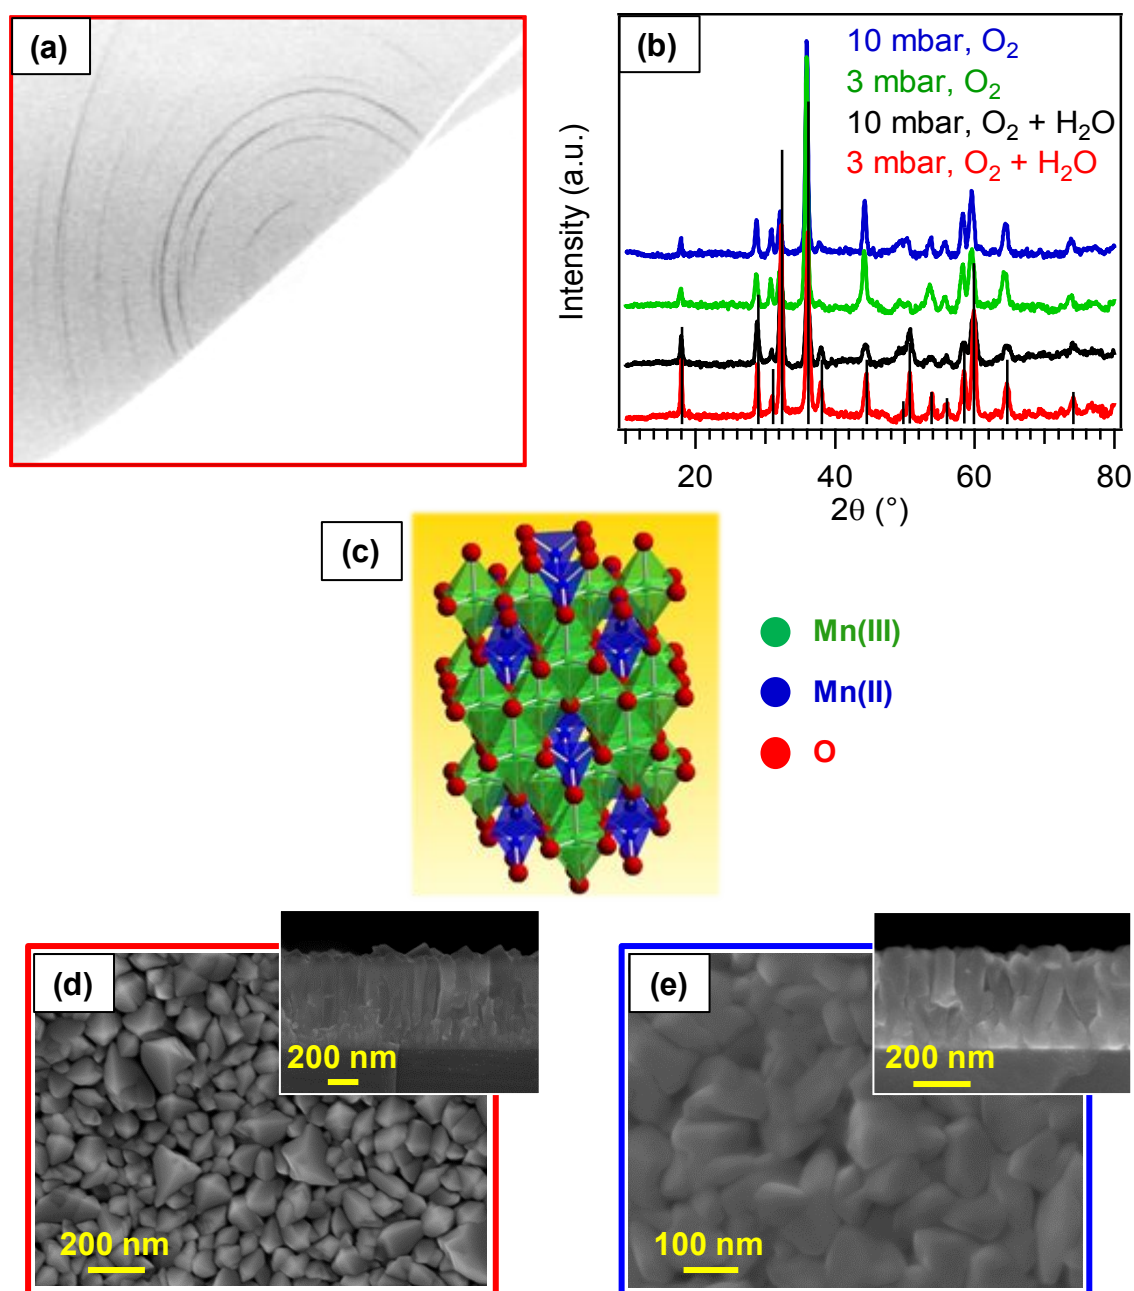 (a)
(b)
10 mbar, O₂
3 mbar, O₂
10 mbar, O₂ + H₂O
3 mbar, O₂ + H₂O
Intensity (a.u.)
20 40 60 80
2θ (°)
(c)
Mn(III)
Mn(II)
O
(d)
200 nm
200 nm
(e)
200 nm
100 nm